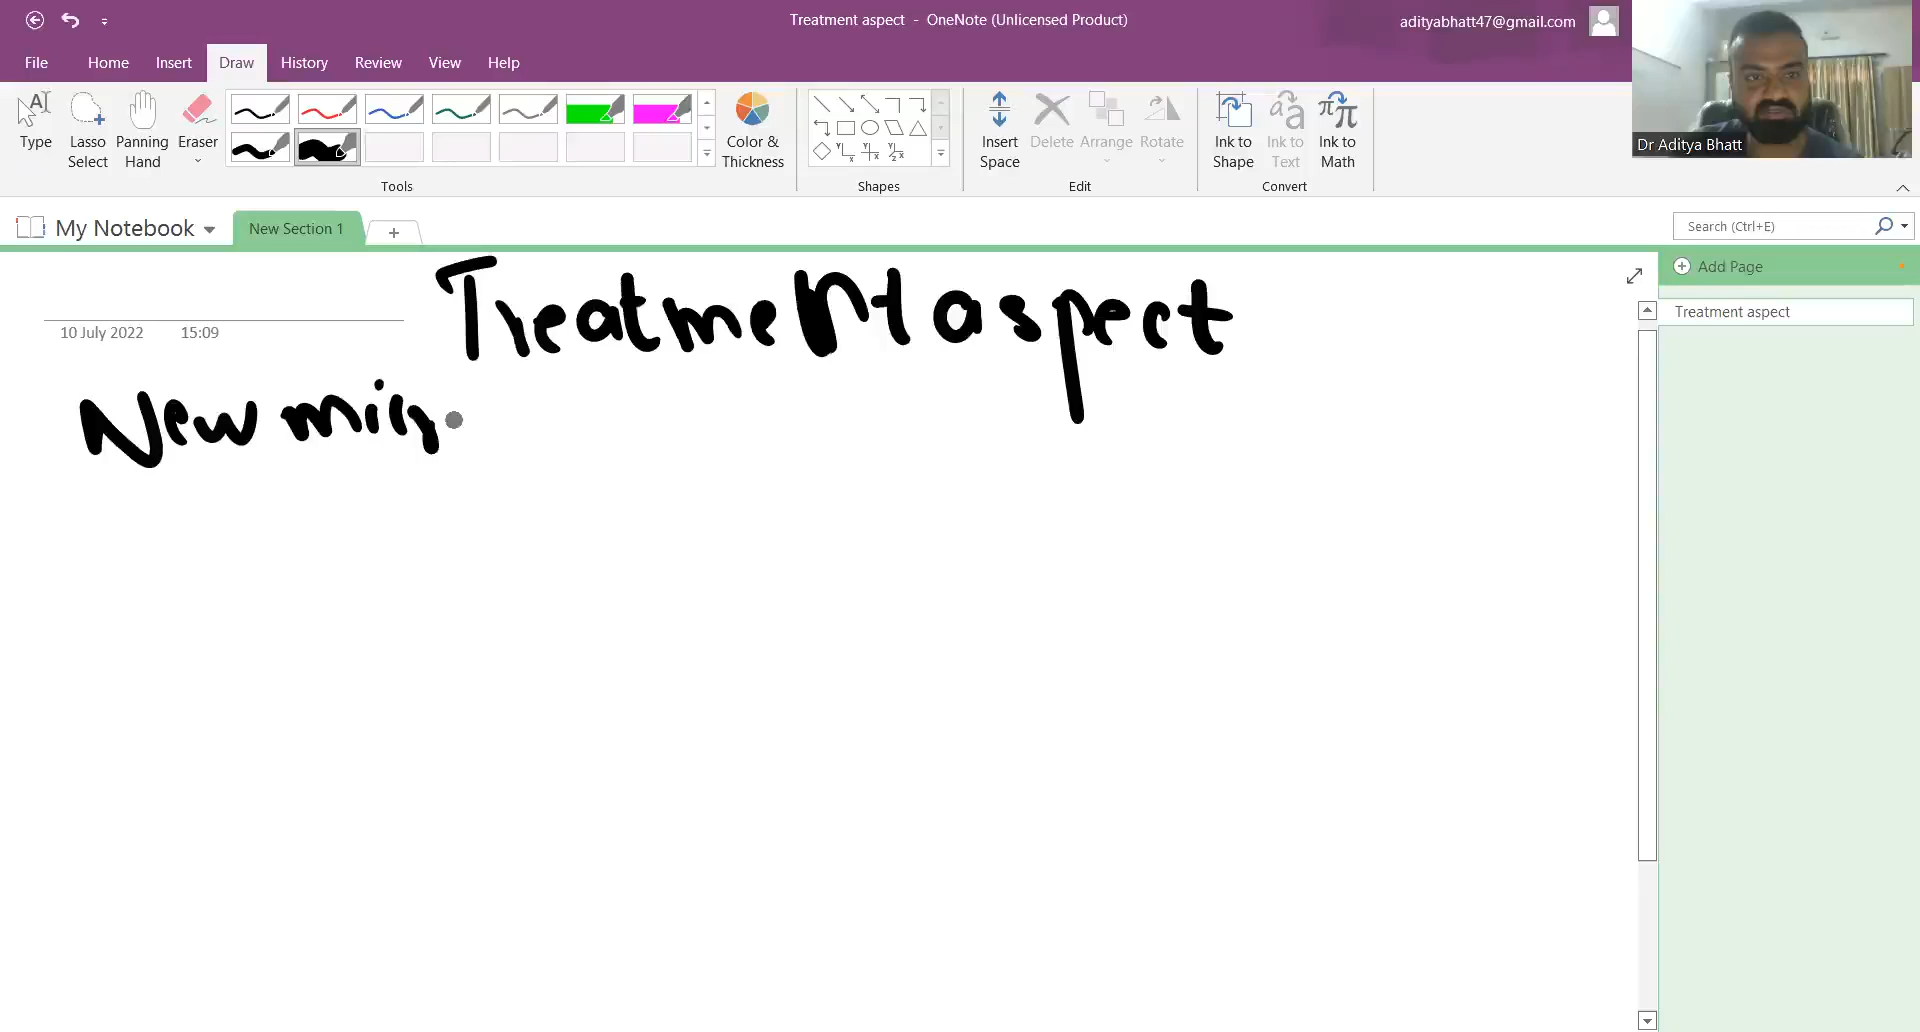 Treatment aspect - OneNote (Unlicensed Product)
adityabhatt47@gmail.com
File Home Insert Draw History Review View Help
Type
Lasso Select
Panning Hand
Eraser
Color & Thickness
Insert Space
Delete
Arrange
Rotate
Ink to Shape
Ink to Text
Ink to Math
Tools
Shapes
Edit
Convert
Dr Aditya Bhatt
My Notebook
New Section 1
Search (Ctrl+E)
Add Page
Treatment aspect
Treatment aspect
10 July 2022 15:09
New